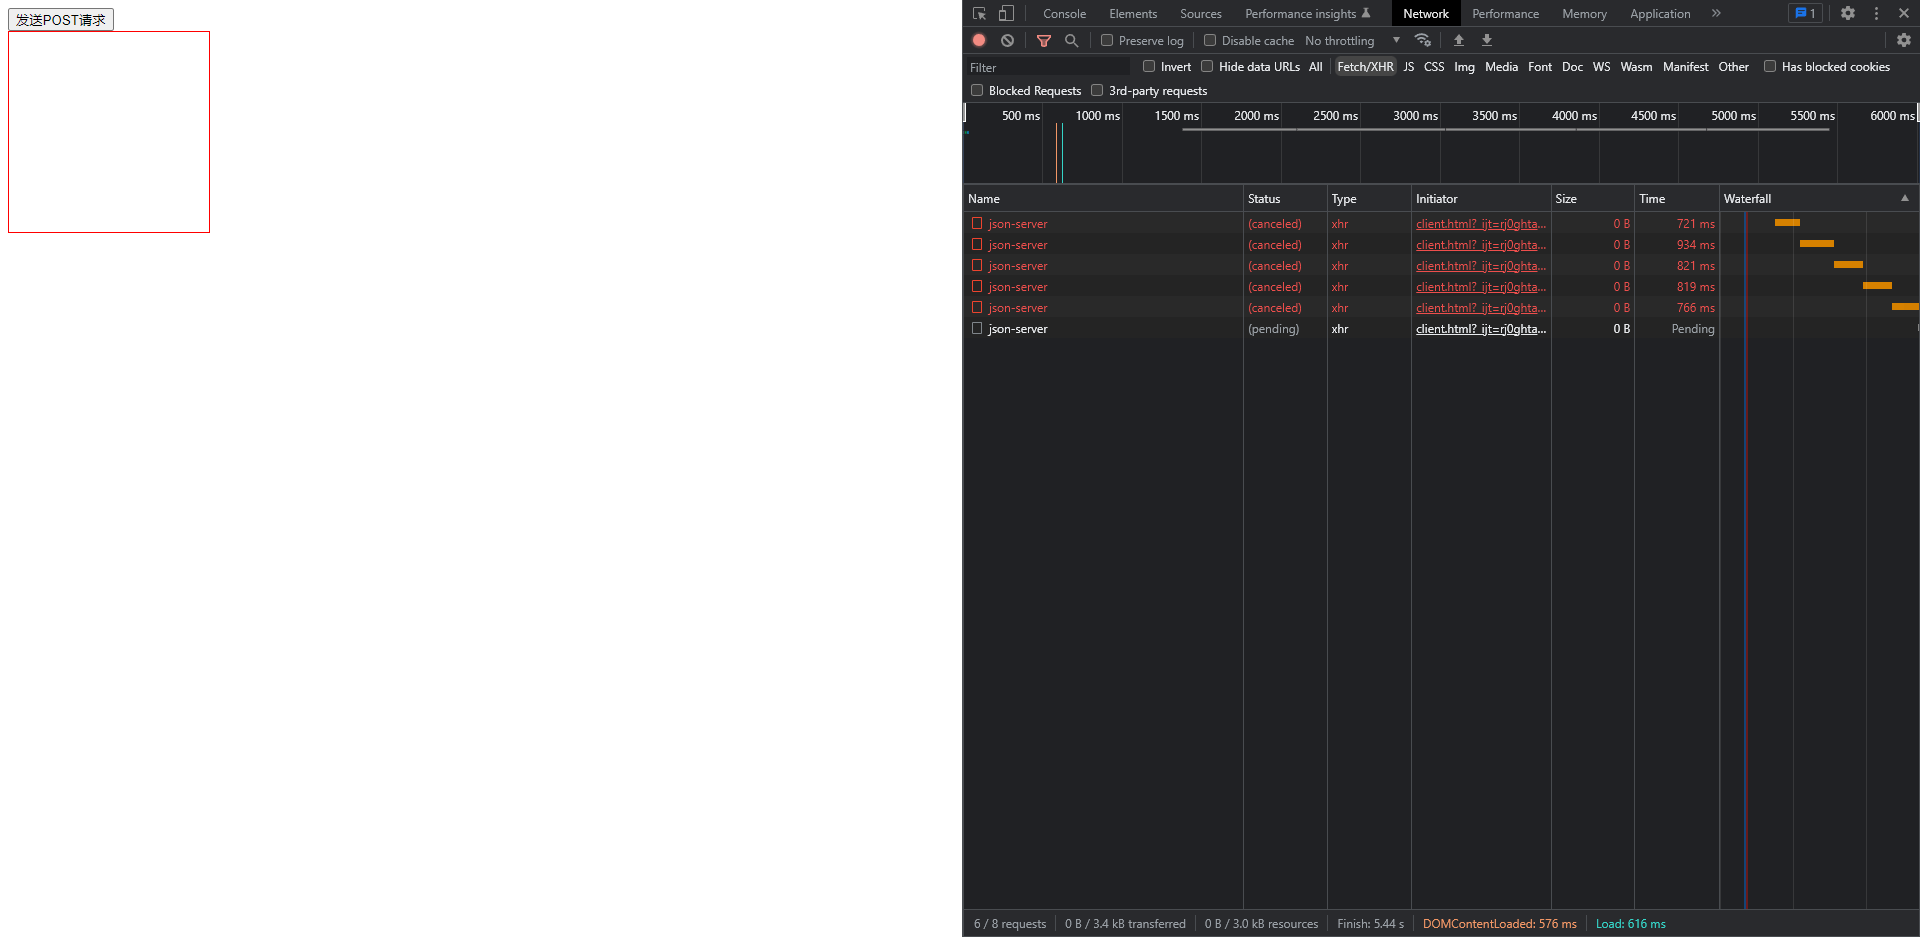 发送POST请求
Console Elements Sources Performance insights Network Performance Memory Application » 1
Preserve log Disable cache No throttling
Filter Invert Hide data URLs All Fetch/XHR JS CSS Img Media Font Doc WS Wasm Manifest Other Has blocked cookies
Blocked Requests 3rd-party requests
500 ms 1000 ms 1500 ms 2000 ms 2500 ms 3000 ms 3500 ms 4000 ms 4500 ms 5000 ms 5500 ms 6000 ms
Name Status Type Initiator Size Time Waterfall
json-server (canceled) xhr client.html?_ijt=rj0ghta... 0 B 721 ms
json-server (canceled) xhr client.html?_ijt=rj0ghta... 0 B 934 ms
json-server (canceled) xhr client.html?_ijt=rj0ghta... 0 B 821 ms
json-server (canceled) xhr client.html?_ijt=rj0ghta... 0 B 819 ms
json-server (canceled) xhr client.html?_ijt=rj0ghta... 0 B 766 ms
json-server (pending) xhr client.html?_ijt=rj0ghta... 0 B Pending
6 / 8 requests 0 B / 3.4 kB transferred 0 B / 3.0 kB resources Finish: 5.44 s DOMContentLoaded: 576 ms Load: 616 ms